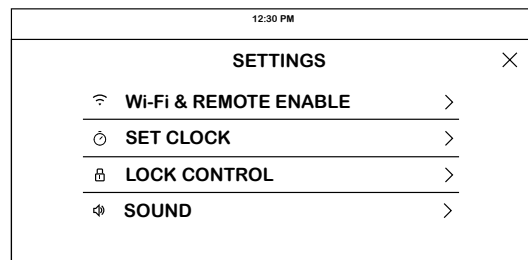 12:30 PM
SETTINGS
Wi-Fi & REMOTE ENABLE
SET CLOCK
LOCK CONTROL
SOUND